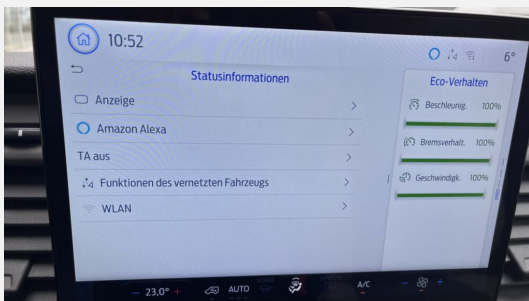 10:52
6°
Statusinformationen
Anzeige
Amazon Alexa
TA aus
Funktionen des vernetzten Fahrzeugs
WLAN
Eco-Verhalten
Beschleunig. 100%
Bremsverhalt. 100%
Geschwindigk. 100%
− 23,0° + AUTO A/C − +